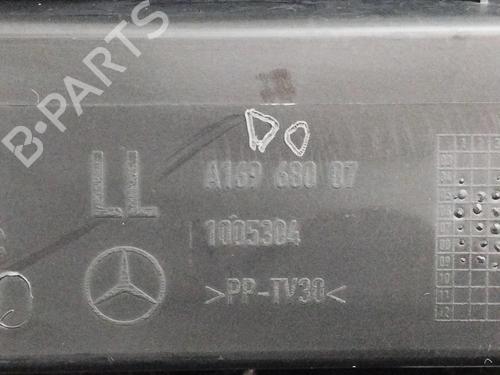 B-PARTS
DO
LL
A169 680 07
1005304
>PP-TV30<